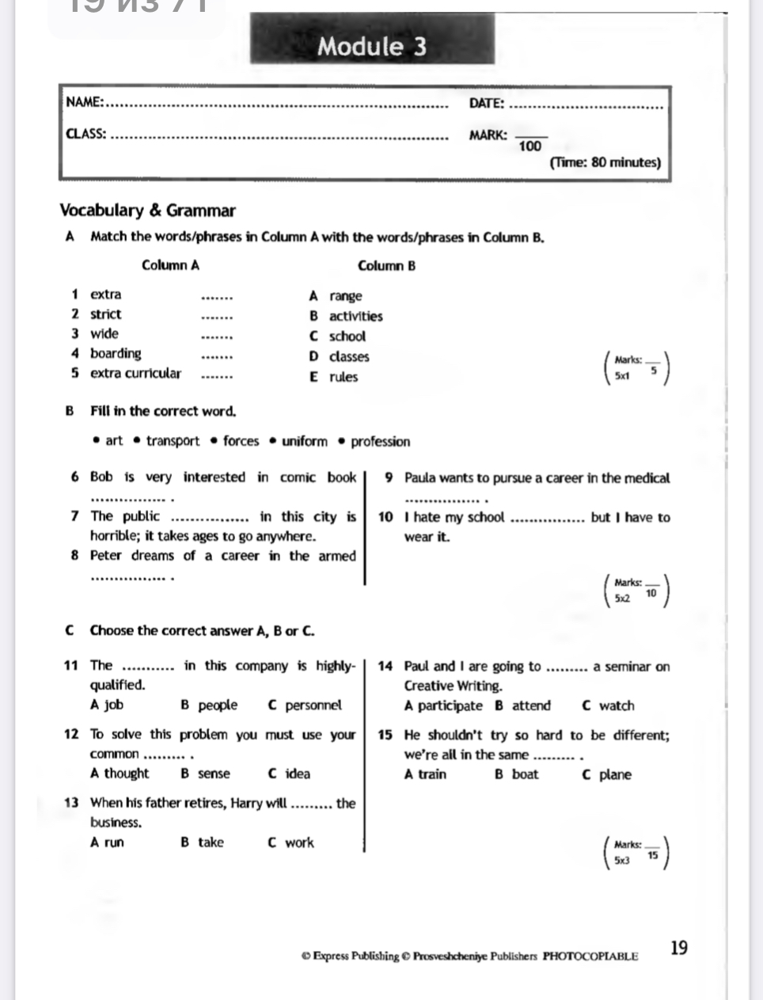 19 из 71
Module 3
NAME:........................................................................ DATE: .................................
CLASS: ....................................................................... MARK: ____
100
(Time: 80 minutes)
Vocabulary & Grammar
A Match the words/phrases in Column A with the words/phrases in Column B.
Column A Column B
1 extra ....... A range
2 strict ....... B activities
3 wide ....... C school
4 boarding ....... D classes
5 extra curricular ....... E rules
(Marks: __
5x1 5)
B Fill in the correct word.
• art • transport • forces • uniform • profession
6 Bob is very interested in comic book
................ .
7 The public ................ in this city is
horrible; it takes ages to go anywhere.
8 Peter dreams of a career in the armed
................ .
9 Paula wants to pursue a career in the medical
................ .
10 I hate my school ................ but I have to
wear it.
(Marks: __
5x2 10)
C Choose the correct answer A, B or C.
11 The ........... in this company is highly-
qualified.
A job B people C personnel
12 To solve this problem you must use your
common ......... .
A thought B sense C idea
13 When his father retires, Harry will ......... the
business.
A run B take C work
14 Paul and I are going to ......... a seminar on
Creative Writing.
A participate B attend C watch
15 He shouldn't try so hard to be different;
we're all in the same ......... .
A train B boat C plane
(Marks: __
5x3 15)
© Express Publishing © Prosveshcheniye Publishers PHOTOCOPIABLE 19